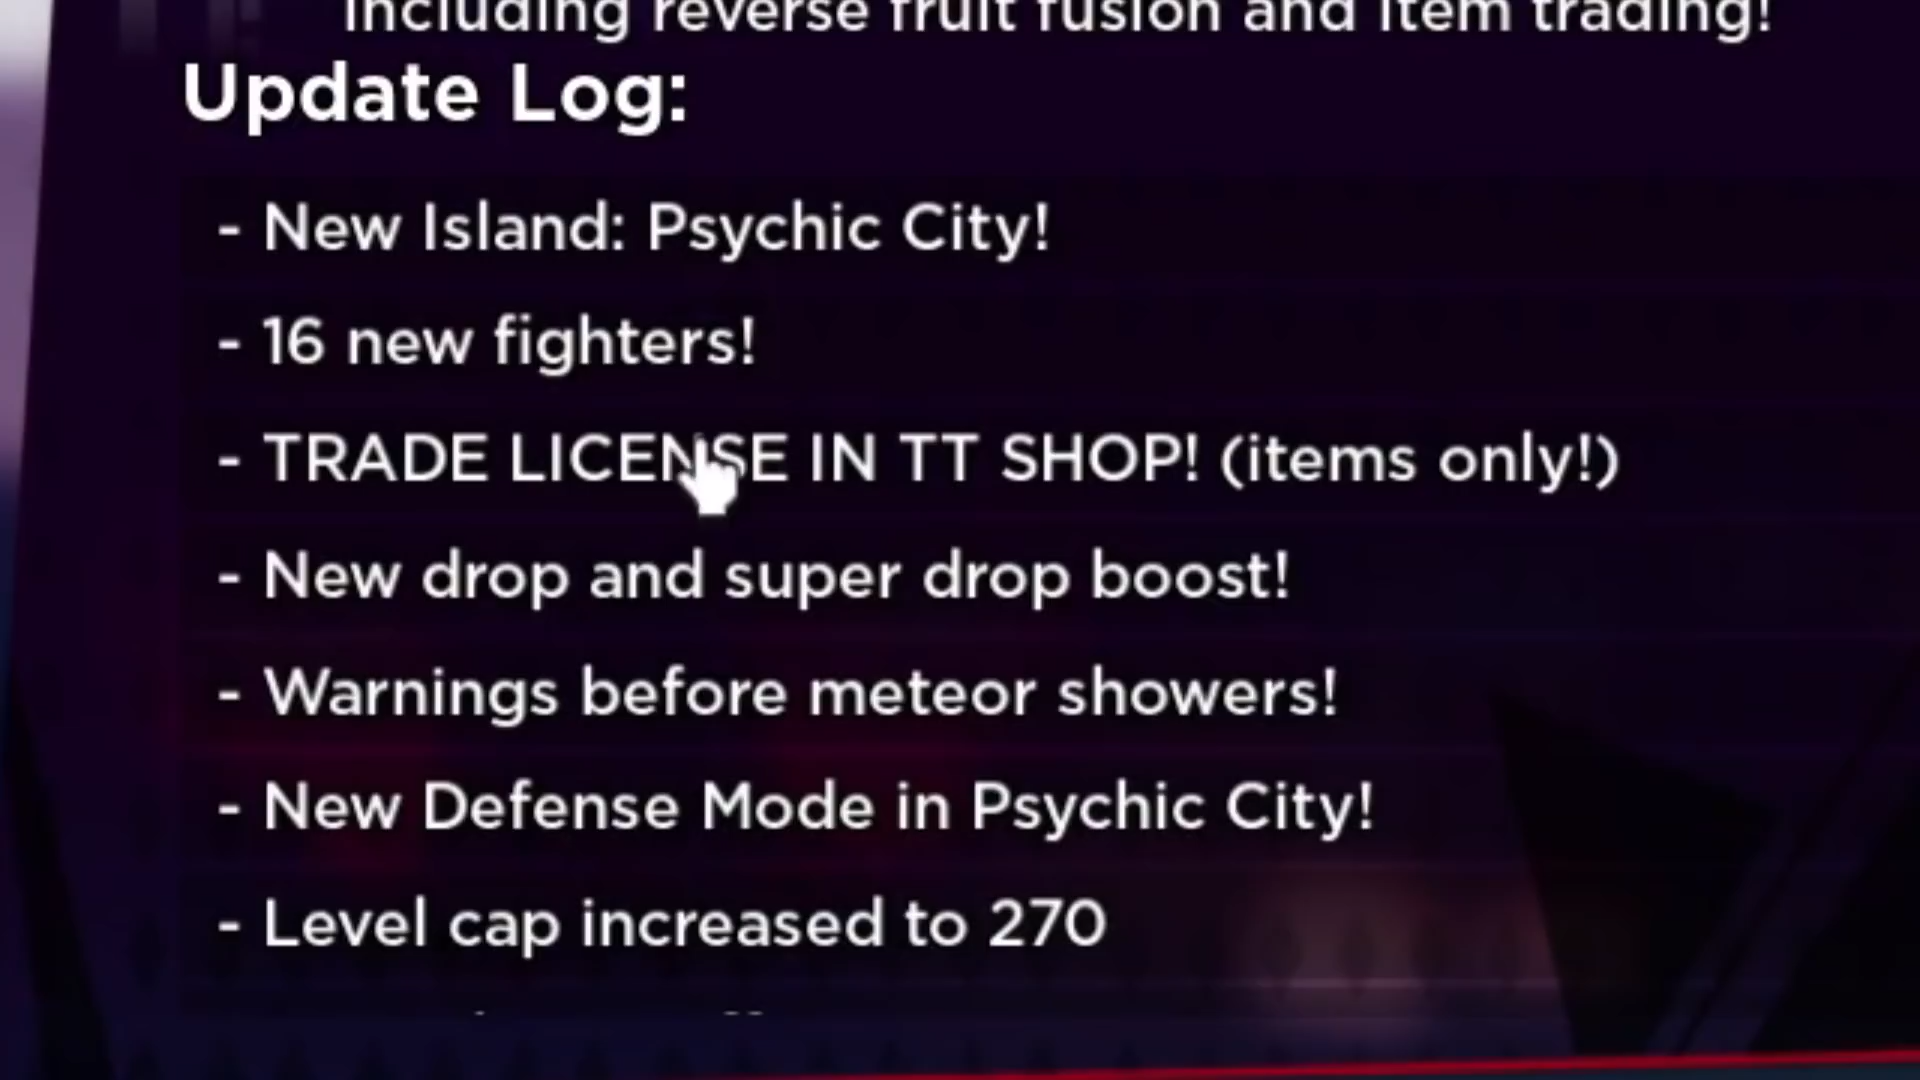 including reverse fruit fusion and item trading!
Update Log:
- New Island: Psychic City!
- 16 new fighters!
- TRADE LICENSE IN TT SHOP! (items only!)
- New drop and super drop boost!
- Warnings before meteor showers!
- New Defense Mode in Psychic City!
- Level cap increased to 270